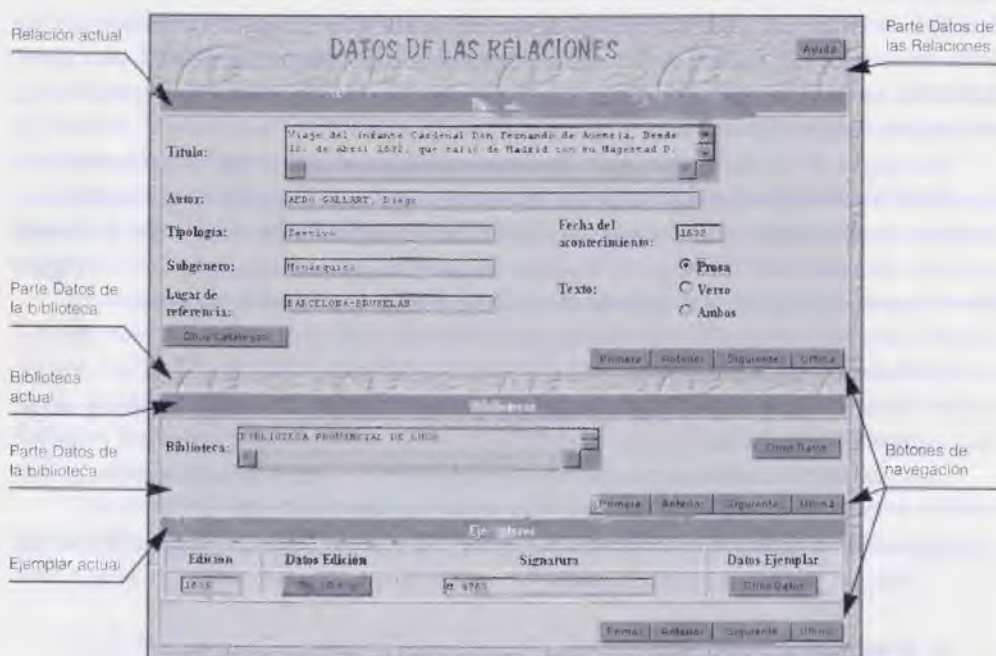 Relación actual
Parte Datos de
las Relaciones
DATOS DE LAS RELACIONES
Ayuda
Título:
Viaje del Infante Cardenal Don Fernando de Austria, Desde
12. de Abril 1632, que salió de Madrid con su Magestad D.
Autor:
AEDO GALLART, Diego
Tipología:
Festivo
Fecha del
acontecimiento:
1632
Subgénero:
Monárquico
Texto:
Prosa
Verso
Ambos
Lugar de
referencia:
BARCELONA-BRUSELAS
Otros Catálogos
Primera Anterior Siguiente Última
Parte Datos de
la biblioteca
Biblioteca
actual
Biblioteca
Biblioteca:
BIBLIOTECA PROVINCIAL DE LUGO
Otros Datos
Parte Datos de
la biblioteca
Botones de
navegación
Primera Anterior Siguiente Última
Ejemplar actual
Ejemplares
Edición Datos Edición Signatura Datos Ejemplar
Otros Datos
Primer Anterior Siguiente Último